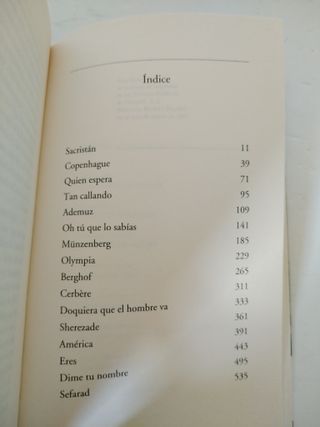 Índice
Sacristán 11
Copenhague 39
Quien espera 71
Tan callando 95
Ademuz 109
Oh tú que lo sabías 141
Münzenberg 185
Olympia 229
Berghof 265
Cerbère 311
Doquiera que el hombre va 333
Sherezade 361
América 391
Eres 443
Dime tu nombre 495
Sefarad 535